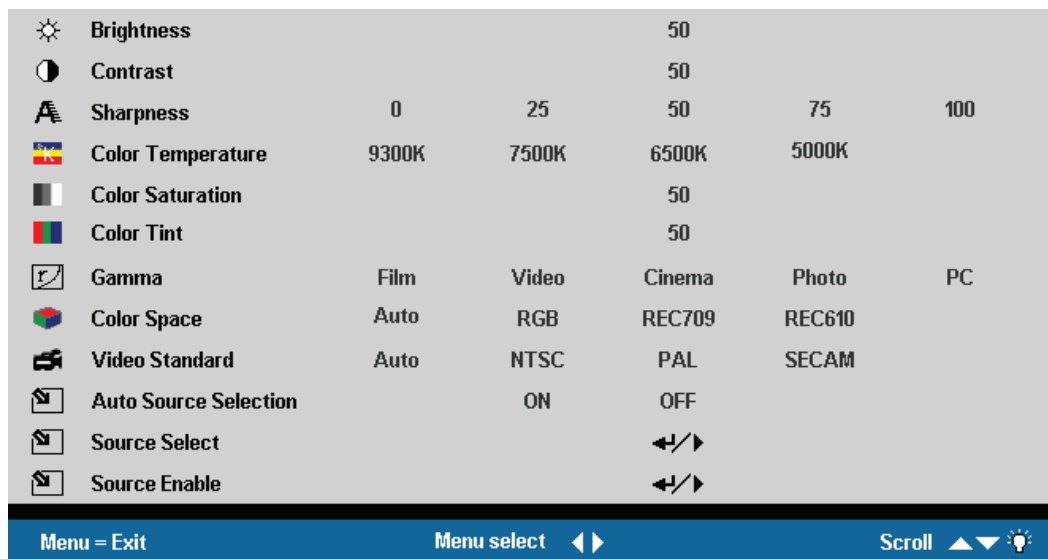 Brightness 50
Contrast 50
Sharpness 0 25 50 75 100
Color Temperature 9300K 7500K 6500K 5000K
Color Saturation 50
Color Tint 50
Gamma Film Video Cinema Photo PC
Color Space Auto RGB REC709 REC610
Video Standard Auto NTSC PAL SECAM
Auto Source Selection ON OFF
Source Select
Source Enable
Menu = Exit Menu select Scroll